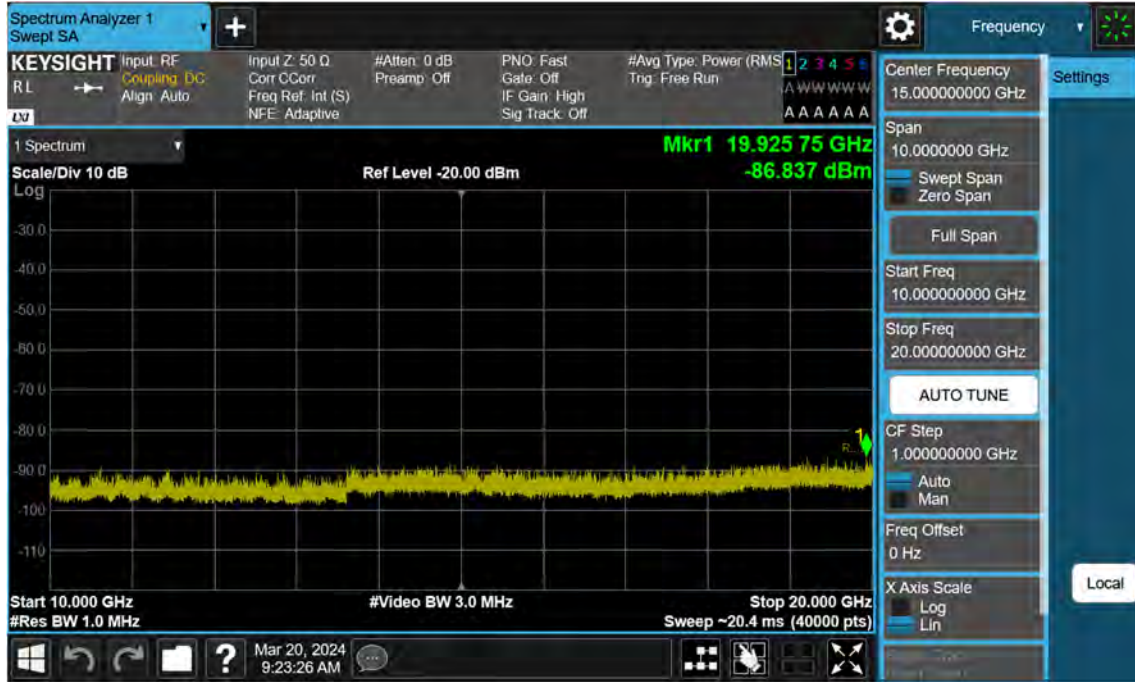 Spectrum Analyzer 1
Swept SA
Frequency
KEYSIGHT
RL
LXI
Input: RF
Coupling: DC
Align: Auto
Input Z: 50 Ω
Corr CCorr
Freq Ref: Int (S)
NFE: Adaptive
#Atten: 0 dB
Preamp: Off
PNO: Fast
Gate: Off
IF Gain: High
Sig Track: Off
#Avg Type: Power (RMS
Trig: Free Run
1 2 3 4 5 6
A W W W W W
A A A A A A
1 Spectrum
Scale/Div 10 dB
Log
Ref Level -20.00 dBm
Mkr1 19.925 75 GHz
-86.837 dBm
-30.0
-40.0
-50.0
-60.0
-70.0
-80.0
-90.0
-100
-110
1
R...
Start 10.000 GHz
#Res BW 1.0 MHz
#Video BW 3.0 MHz
Stop 20.000 GHz
Sweep ~20.4 ms (40000 pts)
Center Frequency
15.000000000 GHz
Span
10.0000000 GHz
Swept Span
Zero Span
Full Span
Start Freq
10.000000000 GHz
Stop Freq
20.000000000 GHz
AUTO TUNE
CF Step
1.000000000 GHz
Auto
Man
Freq Offset
0 Hz
X Axis Scale
Log
Lin
Settings
Local
?
Mar 20, 2024
9:23:26 AM